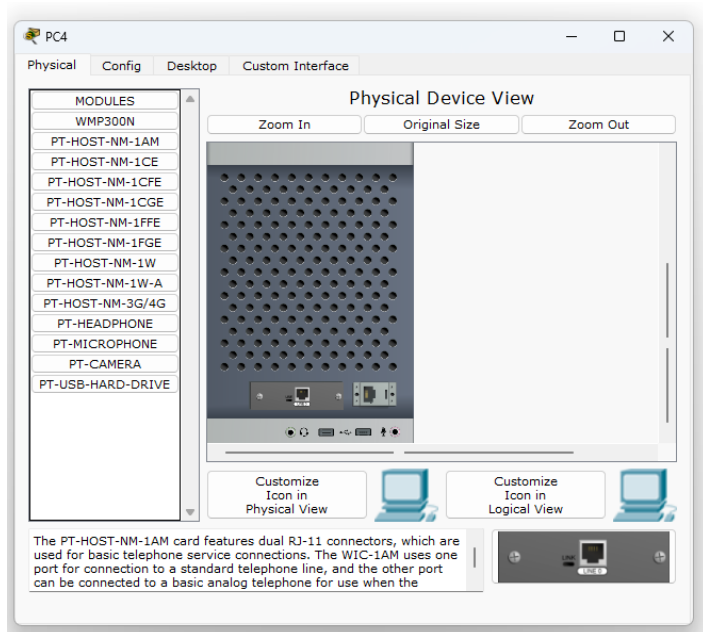 PC4
Physical Config Desktop Custom Interface
MODULES
WMP300N
PT-HOST-NM-1AM
PT-HOST-NM-1CE
PT-HOST-NM-1CFE
PT-HOST-NM-1CGE
PT-HOST-NM-1FFE
PT-HOST-NM-1FGE
PT-HOST-NM-1W
PT-HOST-NM-1W-A
PT-HOST-NM-3G/4G
PT-HEADPHONE
PT-MICROPHONE
PT-CAMERA
PT-USB-HARD-DRIVE
Physical Device View
Zoom In Original Size Zoom Out
Customize
Icon in
Physical View
Customize
Icon in
Logical View
The PT-HOST-NM-1AM card features dual RJ-11 connectors, which are
used for basic telephone service connections. The WIC-1AM uses one
port for connection to a standard telephone line, and the other port
can be connected to a basic analog telephone for use when the
LINK
LINE 0